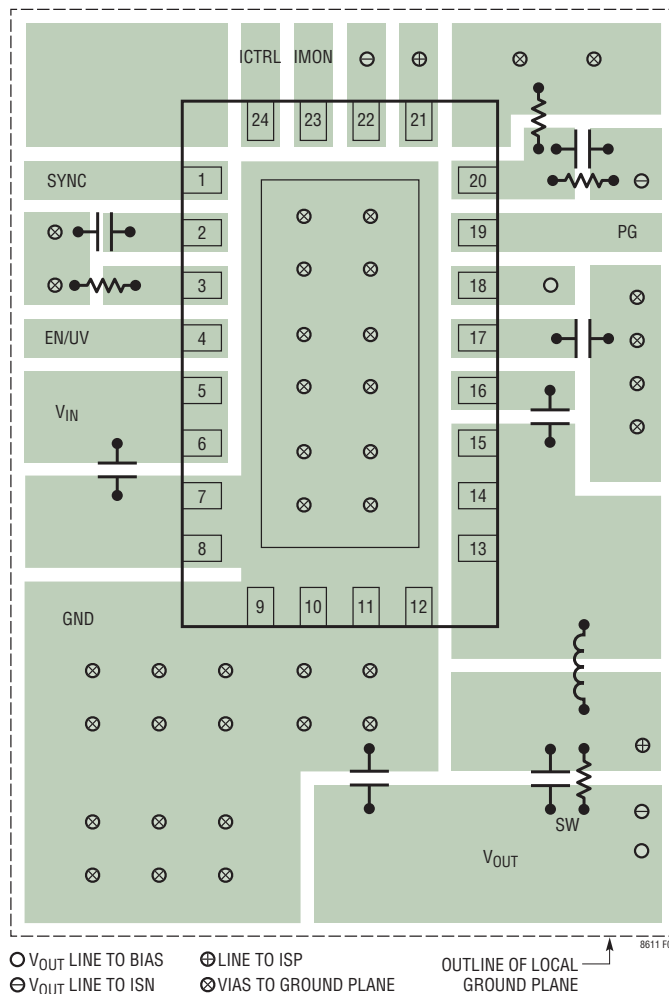 ICTRL IMON
24 23 22 21
SYNC 1 20
2 19 PG
3 18
EN/UV 4 17
5 16
VIN
6 15
7 14
8 13
9 10 11 12
GND
SW
VOUT
8611 F0
VOUT LINE TO BIAS LINE TO ISP OUTLINE OF LOCAL
VOUT LINE TO ISN VIAS TO GROUND PLANE GROUND PLANE